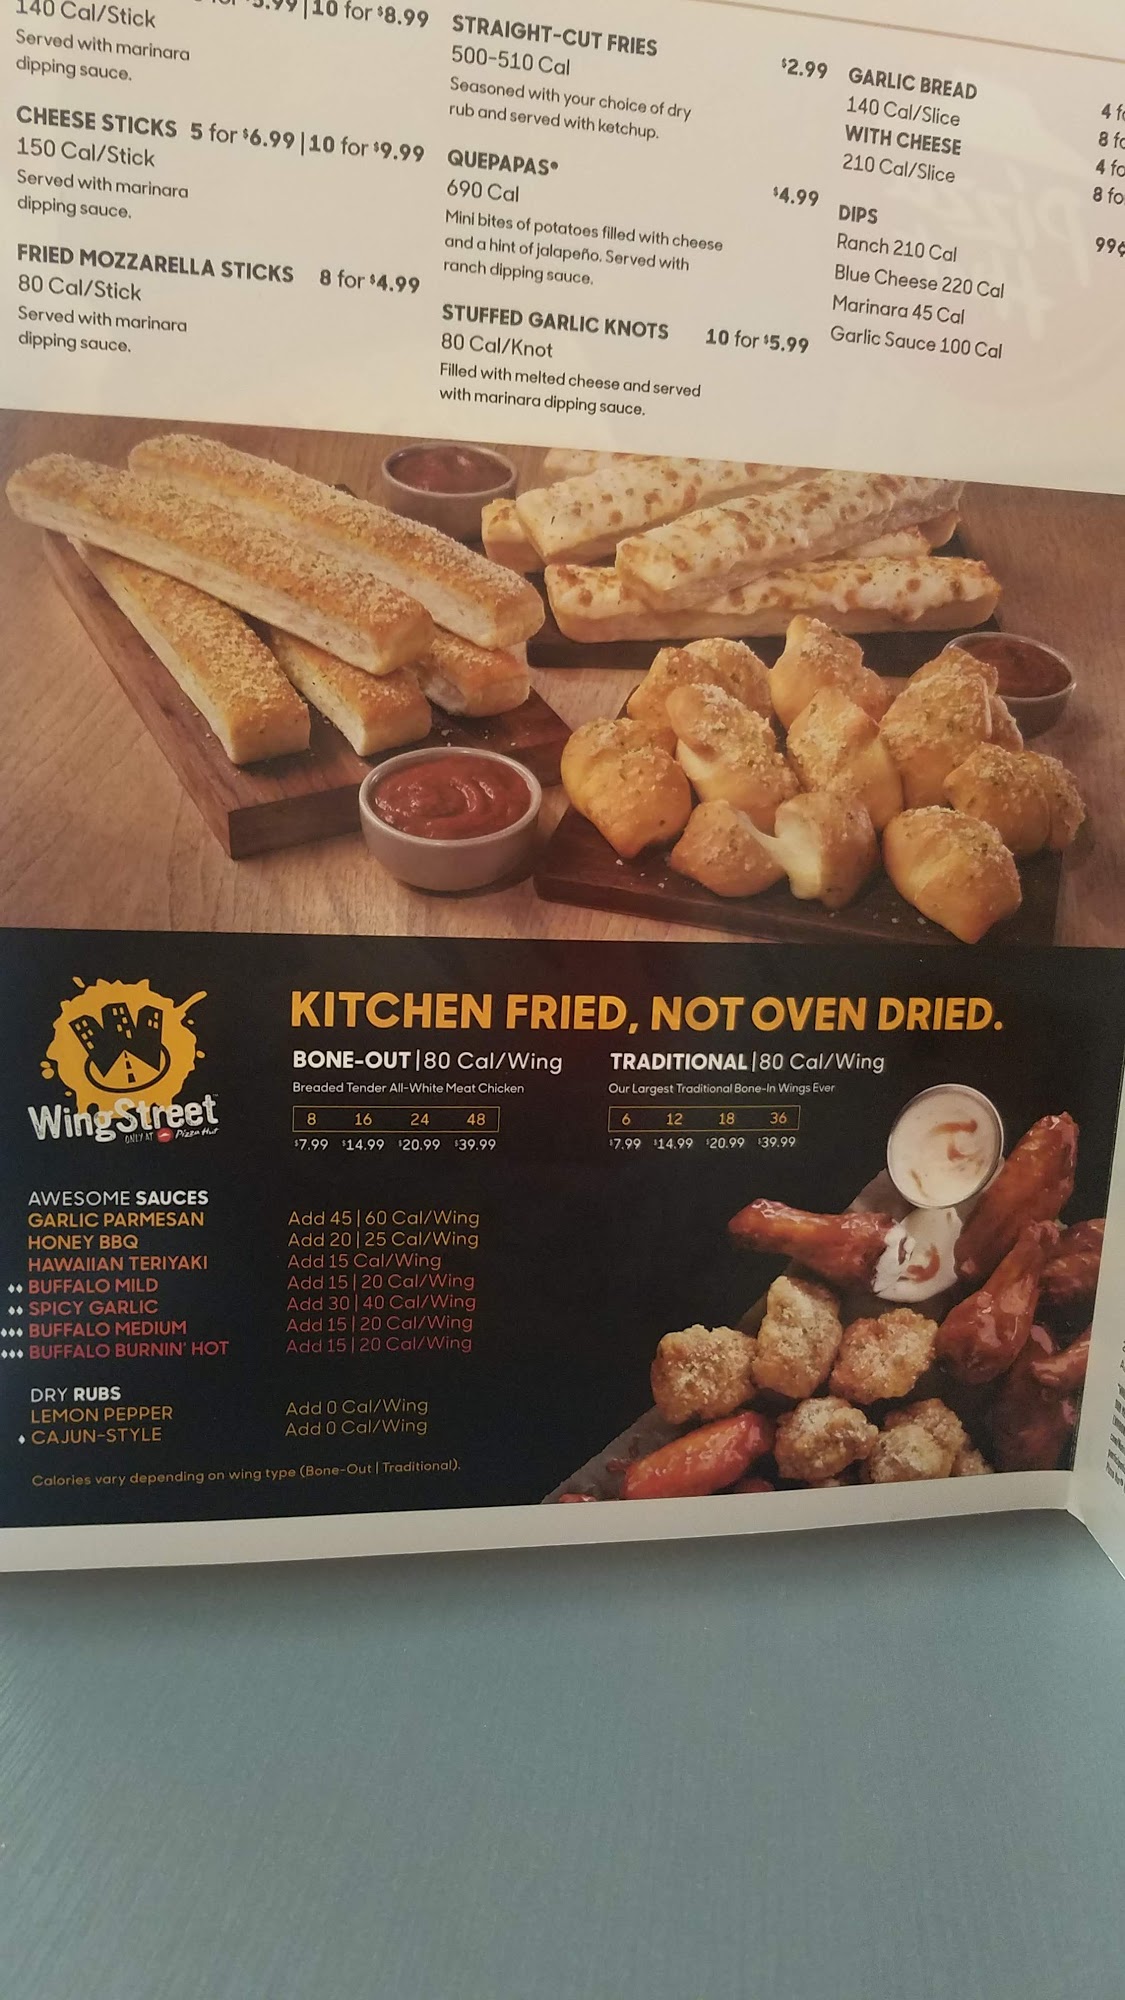 140 Cal/Stick
Served with marinara
dipping sauce.
10 for $8.99
CHEESE STICKS 5 for $6.99|10 for $9.99
150 Cal/Stick
Served with marinara
dipping sauce.
FRIED MOZZARELLA STICKS 8 for $4.99
80 Cal/Stick
Served with marinara
dipping sauce.
STRAIGHT-CUT FRIES $2.99
500-510 Cal
Seasoned with your choice of dry
rub and served with ketchup.
QUEPAPAS® $4.99
690 Cal
Mini bites of potatoes filled with cheese
and a hint of jalapeño. Served with
ranch dipping sauce.
STUFFED GARLIC KNOTS 10 for $5.99
80 Cal/Knot
Filled with melted cheese and served
with marinara dipping sauce.
GARLIC BREAD 4
140 Cal/Slice 8
WITH CHEESE 4
210 Cal/Slice 8
DIPS 99¢
Ranch 210 Cal
Blue Cheese 220 Cal
Marinara 45 Cal
Garlic Sauce 100 Cal
WingStreet
ONLY AT Pizza Hut
KITCHEN FRIED, NOT OVEN DRIED.
BONE-OUT|80 Cal/Wing
Breaded Tender All-White Meat Chicken
8 16 24 48
$7.99 $14.99 $20.99 $39.99
TRADITIONAL|80 Cal/Wing
Our Largest Traditional Bone-In Wings Ever
6 12 18 36
$7.99 $14.99 $20.99 $39.99
AWESOME SAUCES
GARLIC PARMESAN Add 45|60 Cal/Wing
HONEY BBQ Add 20|25 Cal/Wing
HAWAIIAN TERIYAKI Add 15 Cal/Wing
BUFFALO MILD Add 15|20 Cal/Wing
SPICY GARLIC Add 30|40 Cal/Wing
BUFFALO MEDIUM Add 15|20 Cal/Wing
BUFFALO BURNIN' HOT Add 15|20 Cal/Wing
DRY RUBS
LEMON PEPPER Add 0 Cal/Wing
CAJUN-STYLE Add 0 Cal/Wing
Calories vary depending on wing type (Bone-Out|Traditional).